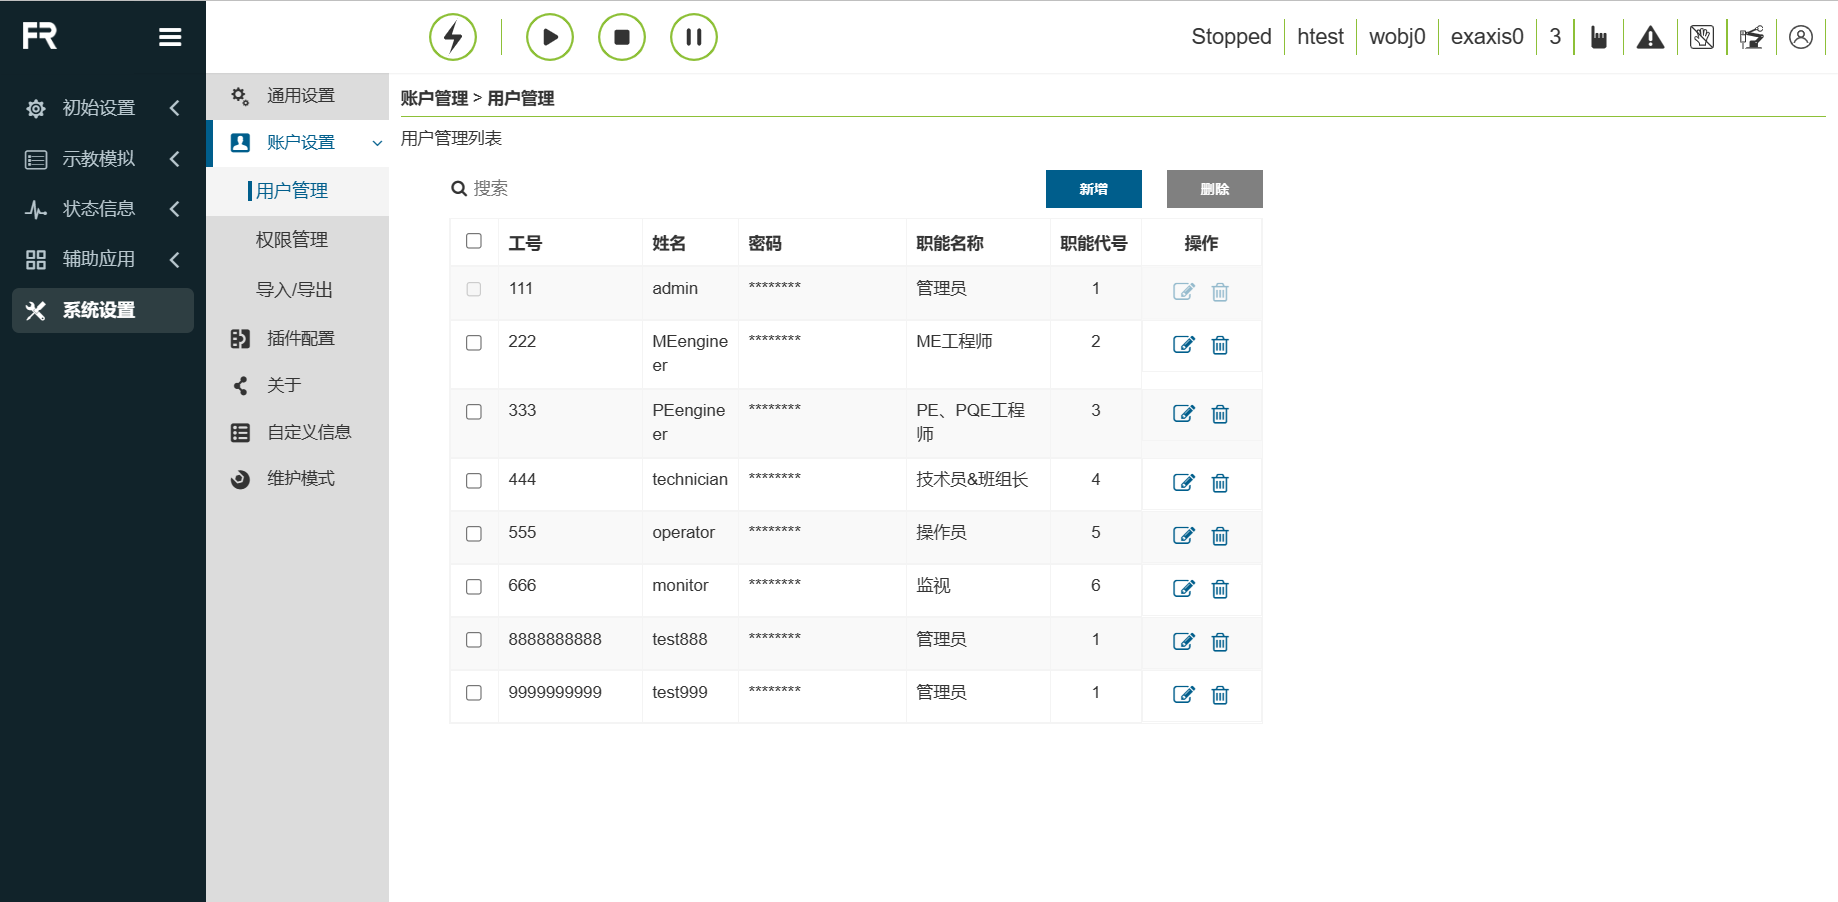 FR
Stopped
htest
wobj0
exaxis0
3
初始设置
示教模拟
状态信息
辅助应用
系统设置
通用设置
账户设置
用户管理
权限管理
导入/导出
插件配置
关于
自定义信息
维护模式
账户管理 > 用户管理
用户管理列表
搜索
新增
删除
工号 姓名 密码 职能名称 职能代号 操作
111 admin ******** 管理员 1
222 MEengine ******** ME工程师 2
er
333 PEengine ******** PE、PQE工程 3
er 师
444 technician ******** 技术员&班组长 4
555 operator ******** 操作员 5
666 monitor ******** 监视 6
8888888888 test888 ******** 管理员 1
9999999999 test999 ******** 管理员 1